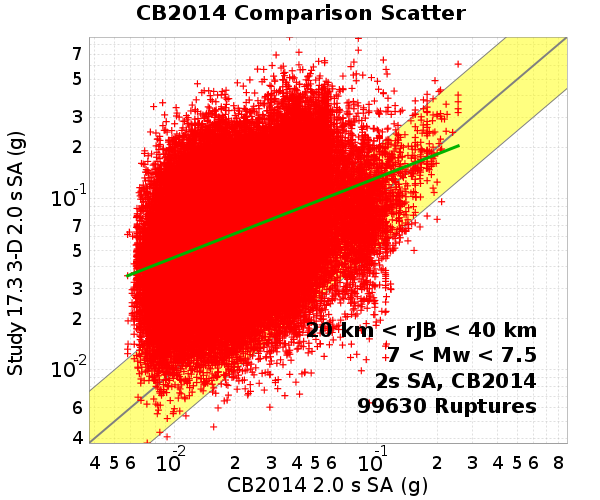 CB2014 Comparison Scatter
Study 17.3 3-D 2.0 s SA (g)
7
5
3
2
10-1
7
5
3
2
10-2
6
4
20 km < rJB < 40 km
7 < Mw < 7.5
2s SA, CB2014
99630 Ruptures
4 5 6 10-2 2 3 4 5 6 10-1 2 3 4 5 6 8
CB2014 2.0 s SA (g)